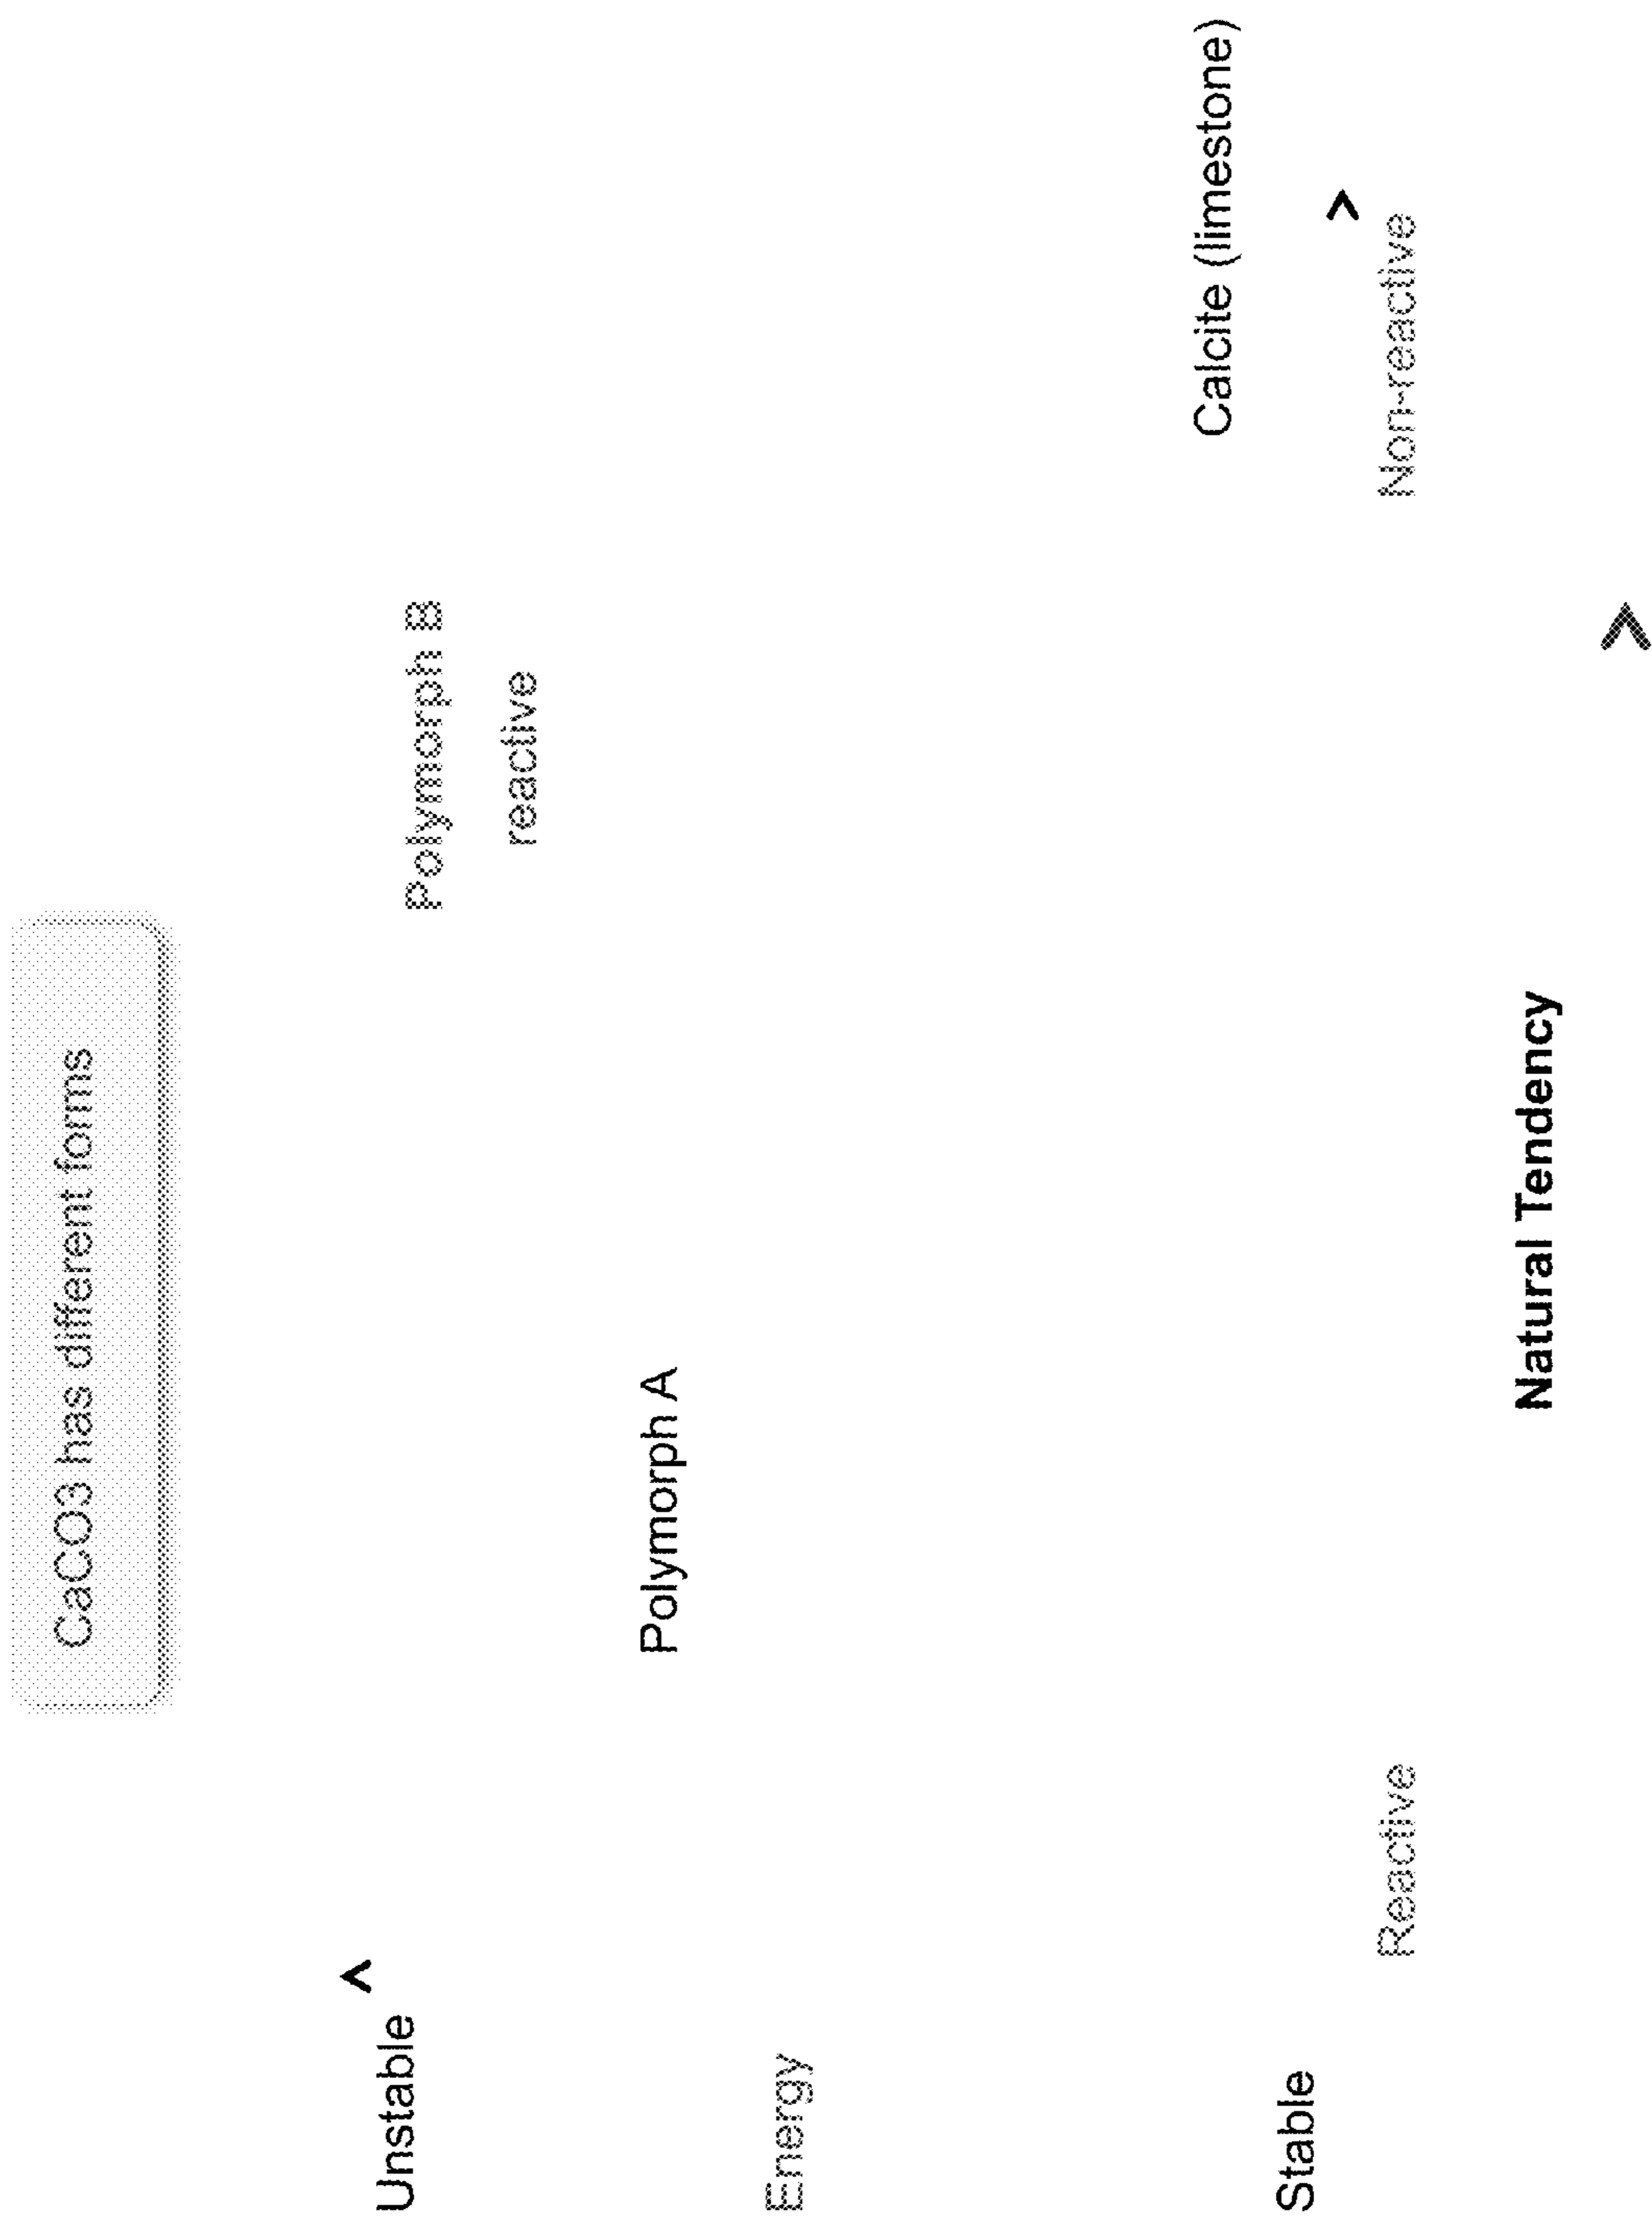 CaCO3 has different forms
Unstable
Polymorph B
reactive
Polymorph A
Energy
Calcite (limestone)
Stable
Reactive
Non-reactive
Natural Tendency